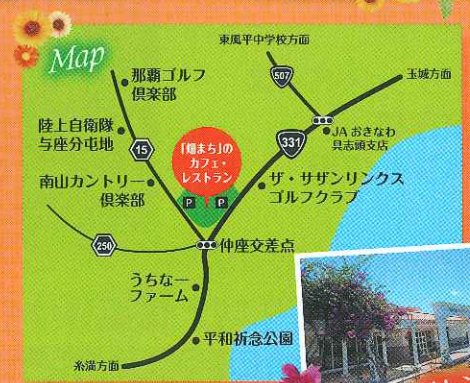 Map
東風平中学校方面
507
玉城方面
那覇ゴルフ
倶楽部
陸上自衛隊
与座分屯地
15
331
JA おきなわ
具志頭支店
「畑まち」の
カフェ・
レストラン
南山カントリー
倶楽部
P P
ザ・サザンリンクス
ゴルフクラブ
250
仲座交差点
うちなー
ファーム
平和祈念公園
糸満方面